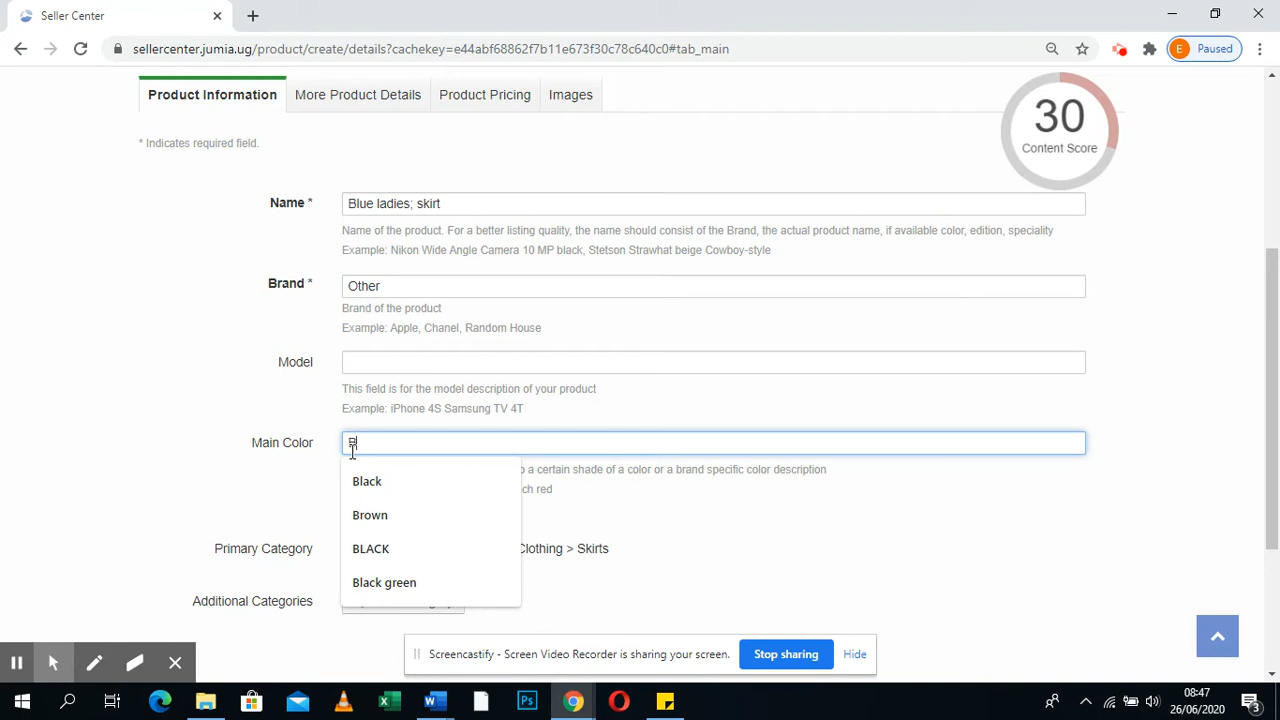 Seller Center
sellercenter.jumia.ug/product/create/details?cachekey=e44abf68862f7b11e673f30c78c640c0#tab_main
E Paused
Product Information
More Product Details
Product Pricing
Images
30
Content Score
* Indicates required field.
Name *
Blue ladies; skirt
Name of the product. For a better listing quality, the name should consist of the Brand, the actual product name, if available color, edition, speciality
Example: Nikon Wide Angle Camera 10 MP black, Stetson Strawhat beige Cowboy-style
Brand *
Other
Brand of the product
Example: Apple, Chanel, Random House
Model
This field is for the model description of your product
Example: iPhone 4S Samsung TV 4T
Main Color
B
a certain shade of a color or a brand specific color description
red
Black
Brown
BLACK
Black green
Primary Category
Clothing > Skirts
Additional Categories
Screencastify - Screen Video Recorder is sharing your screen.
Stop sharing
Hide
08:47
26/06/2020
3